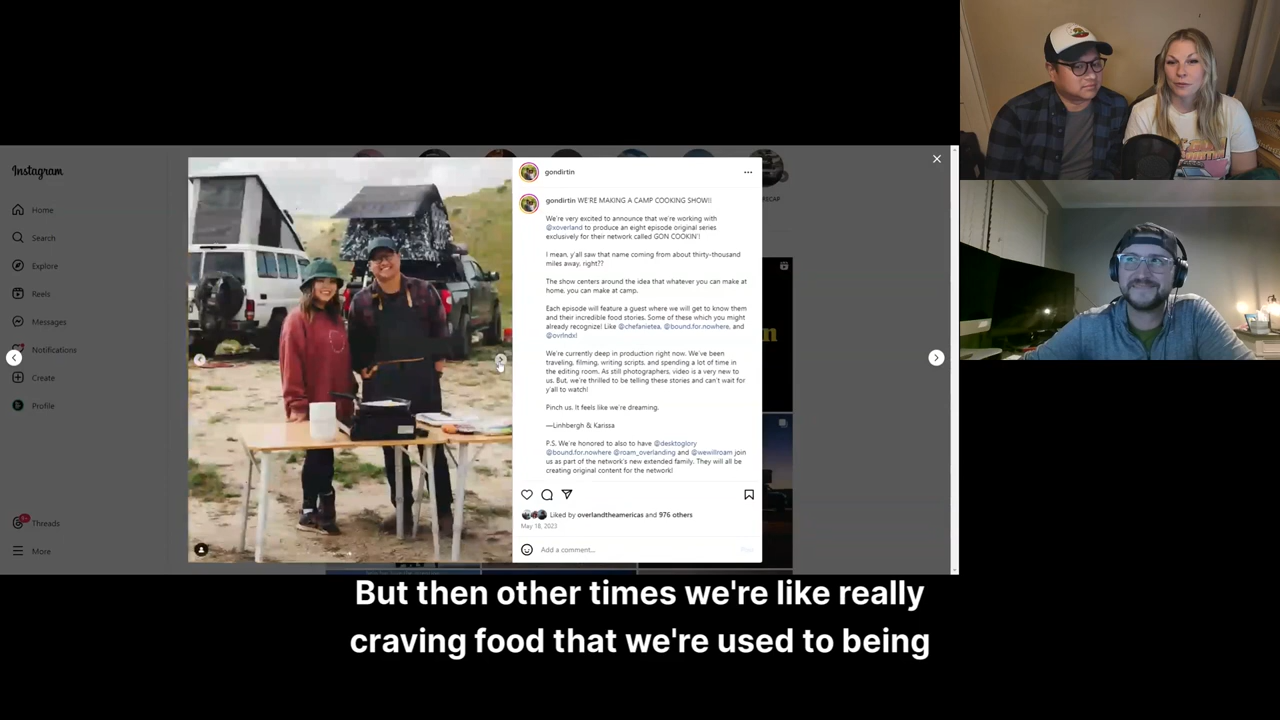 Instagram
Home
Search
Explore
Reels
Messages
Notifications
Create
Profile
Threads
More
gondirtin
gondirtin WE'RE MAKING A CAMP COOKING SHOW!!
We're very excited to announce that we're working with
@xoverland to produce an eight episode original series
exclusively for their network called GON COOKIN'!
I mean, y'all saw that name coming from about thirty-thousand
miles away, right??
The show centers around the idea that whatever you can make at
home, you can make at camp.
Each episode will feature a guest where we will get to know them
and their incredible food stories. Some of these which you might
already recognize! Like @chefanietea, @bound.for.nowhere, and
@ovrlndx!
We're currently deep in production right now. We've been
traveling, filming, writing scripts, and spending a lot of time in
the editing room. As still photographers, video is a very new to
us. But, we're thrilled to be telling these stories and can't wait for
y'all to watch!
Pinch us. It feels like we're dreaming.
—Linhbergh & Karissa
P.S. We're honored to also to have @desktoglory
@bound.for.nowhere @roam_overlanding and @wewillroam join
us as part of the network's new extended family. They will all be
creating original content for the network!
Liked by overlandtheamericas and 976 others
May 18, 2023
Add a comment...
Post
But then other times we're like really
craving food that we're used to being